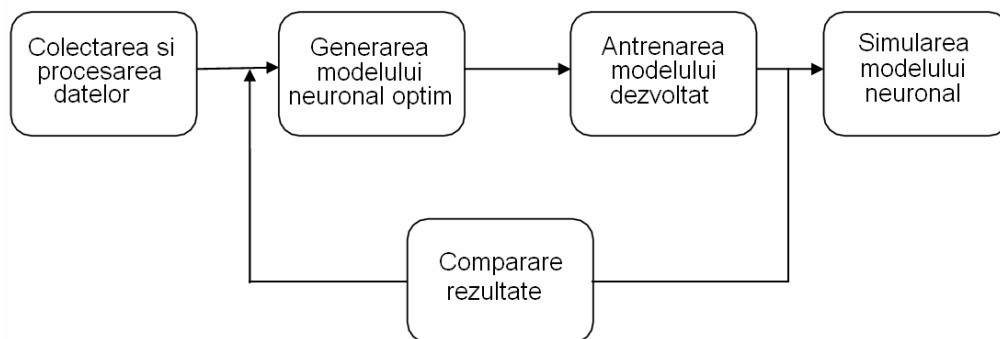 Colectarea si
procesarea
datelor
Generarea
modelului
neuronal optim
Antrenarea
modelului
dezvoltat
Simularea
modelului
neuronal
Comparare
rezultate